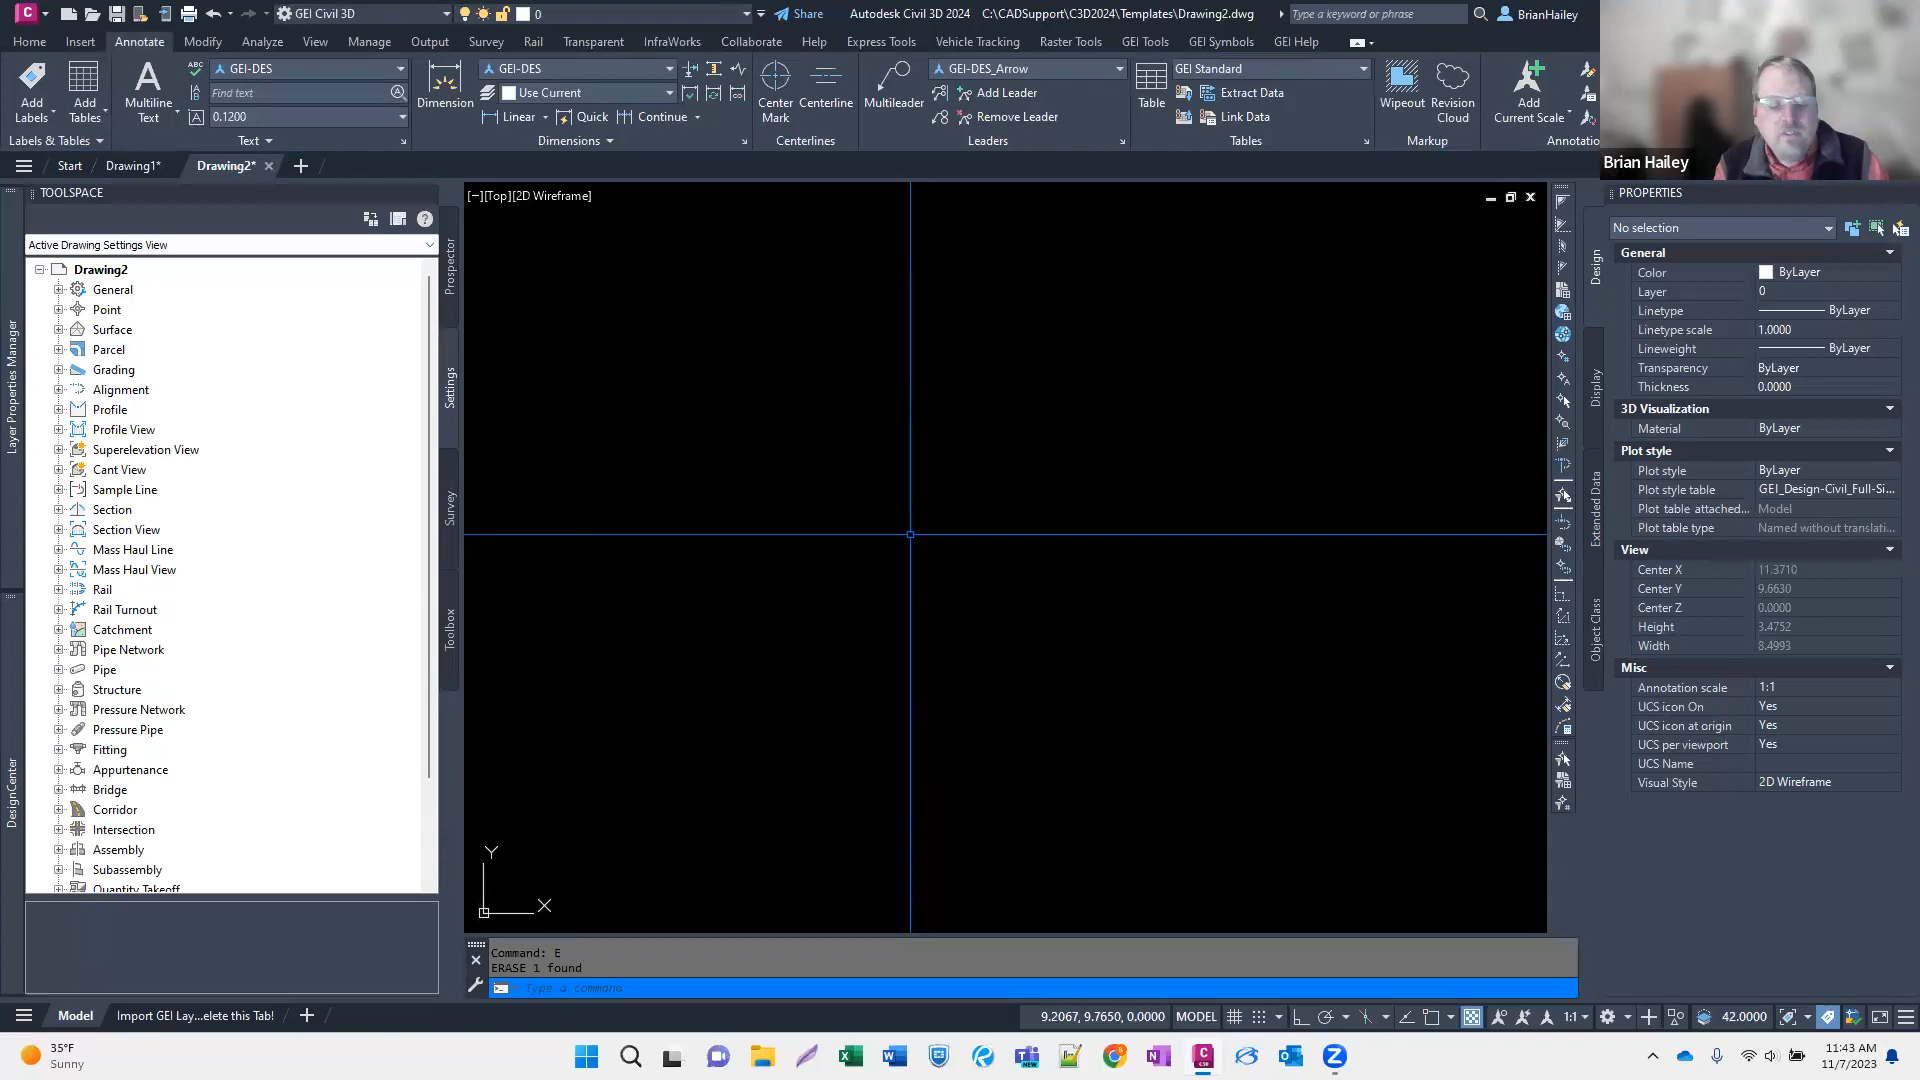 GEI Civil 3D
0
Share
Autodesk Civil 3D 2024 C:\CADSupport\C3D2024\Templates\Drawing2.dwg
Type a keyword or phrase
BrianHailey
Home Insert Annotate Modify Analyze View Manage Output Survey Rail Transparent InfraWorks Collaborate Help Express Tools Vehicle Tracking Raster Tools GEI Tools GEI Symbols GEI Help
Add Labels
Add Tables
Labels & Tables
Multiline Text
ABC
GEI-DES
Find text
0.1200
Text
Dimension
GEI-DES
Use Current
Linear Quick Continue
Dimensions
Center Mark
Centerline
Centerlines
Multileader
GEI-DES_Arrow
Add Leader
Remove Leader
Leaders
Table
GEI Standard
Extract Data
Link Data
Tables
Wipeout
Revision Cloud
Markup
Add Current Scale
Annotatio
Brian Hailey
Start Drawing1* Drawing2*
TOOLSPACE
Active Drawing Settings View
Drawing2
General
Point
Surface
Parcel
Grading
Alignment
Profile
Profile View
Superelevation View
Cant View
Sample Line
Section
Section View
Mass Haul Line
Mass Haul View
Rail
Rail Turnout
Catchment
Pipe Network
Pipe
Structure
Pressure Network
Pressure Pipe
Fitting
Appurtenance
Bridge
Corridor
Intersection
Assembly
Subassembly
Quantity Takeoff
Layer Properties Manager
DesignCenter
Prospector
Settings
Survey
Toolbox
[−][Top][2D Wireframe]
Y
X
Command: E
ERASE 1 found
Type a command
Design
Display
Extended Data
Object Class
PROPERTIES
No selection
General
Color ByLayer
Layer 0
Linetype ByLayer
Linetype scale 1.0000
Lineweight ByLayer
Transparency ByLayer
Thickness 0.0000
3D Visualization
Material ByLayer
Plot style
Plot style ByLayer
Plot style table GEI_Design-Civil_Full-Si...
Plot table attached... Model
Plot table type Named without translati...
View
Center X 11.3710
Center Y 9.6630
Center Z 0.0000
Height 3.4752
Width 8.4993
Misc
Annotation scale 1:1
UCS icon On Yes
UCS icon at origin Yes
UCS per viewport Yes
UCS Name
Visual Style 2D Wireframe
Model Import GEI Lay...elete this Tab!
9.2067, 9.7650, 0.0000 MODEL 1:1 42.0000
35°F
Sunny
11:43 AM
11/7/2023